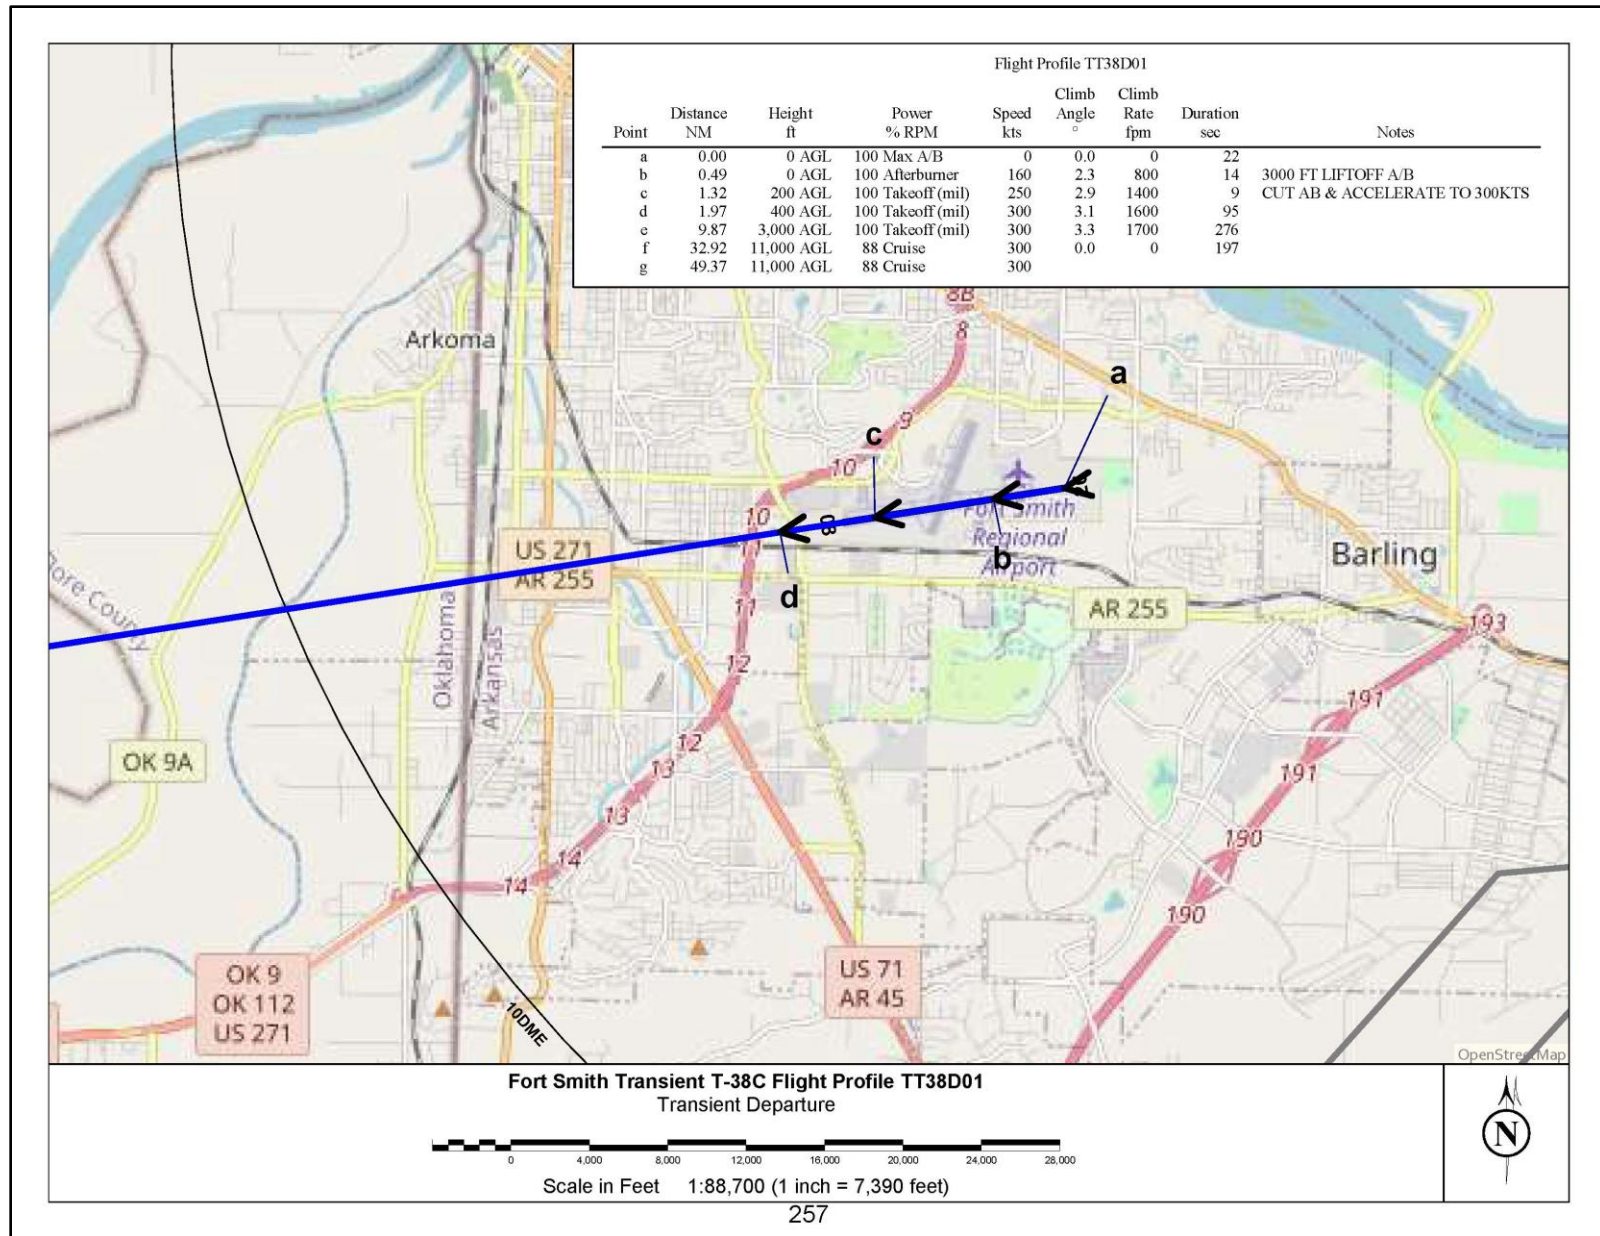 Flight Profile TT38D01
Climb Climb
Distance Height Power Speed Angle Rate Duration
Point NM ft % RPM kts ° fpm sec Notes
a 0.00 0 AGL 100 Max A/B 0 0.0 0 22
b 0.49 0 AGL 100 Afterburner 160 2.3 800 14 3000 FT LIFTOFF A/B
c 1.32 200 AGL 100 Takeoff (mil) 250 2.9 1400 9 CUT AB & ACCELERATE TO 300KTS
d 1.97 400 AGL 100 Takeoff (mil) 300 3.1 1600 95
e 9.87 3,000 AGL 100 Takeoff (mil) 300 3.3 1700 276
f 32.92 11,000 AGL 88 Cruise 300 0.0 0 197
g 49.37 11,000 AGL 88 Cruise 300
8B
8
Arkoma
a
9
c
10
Fort Smith
Regional
Airport
10
08
b
Barling
US 271
AR 255
11
d
11
AR 255
193
Oklahoma
Arkansas
County
12
191
12
OK 9A
13
191
13
190
14
14
190
OK 9
OK 112
US 271
US 71
AR 45
10DME
OpenStreetMap
Fort Smith Transient T-38C Flight Profile TT38D01
Transient Departure
0 4,000 8,000 12,000 16,000 20,000 24,000 28,000
Scale in Feet 1:88,700 (1 inch = 7,390 feet)
N
257